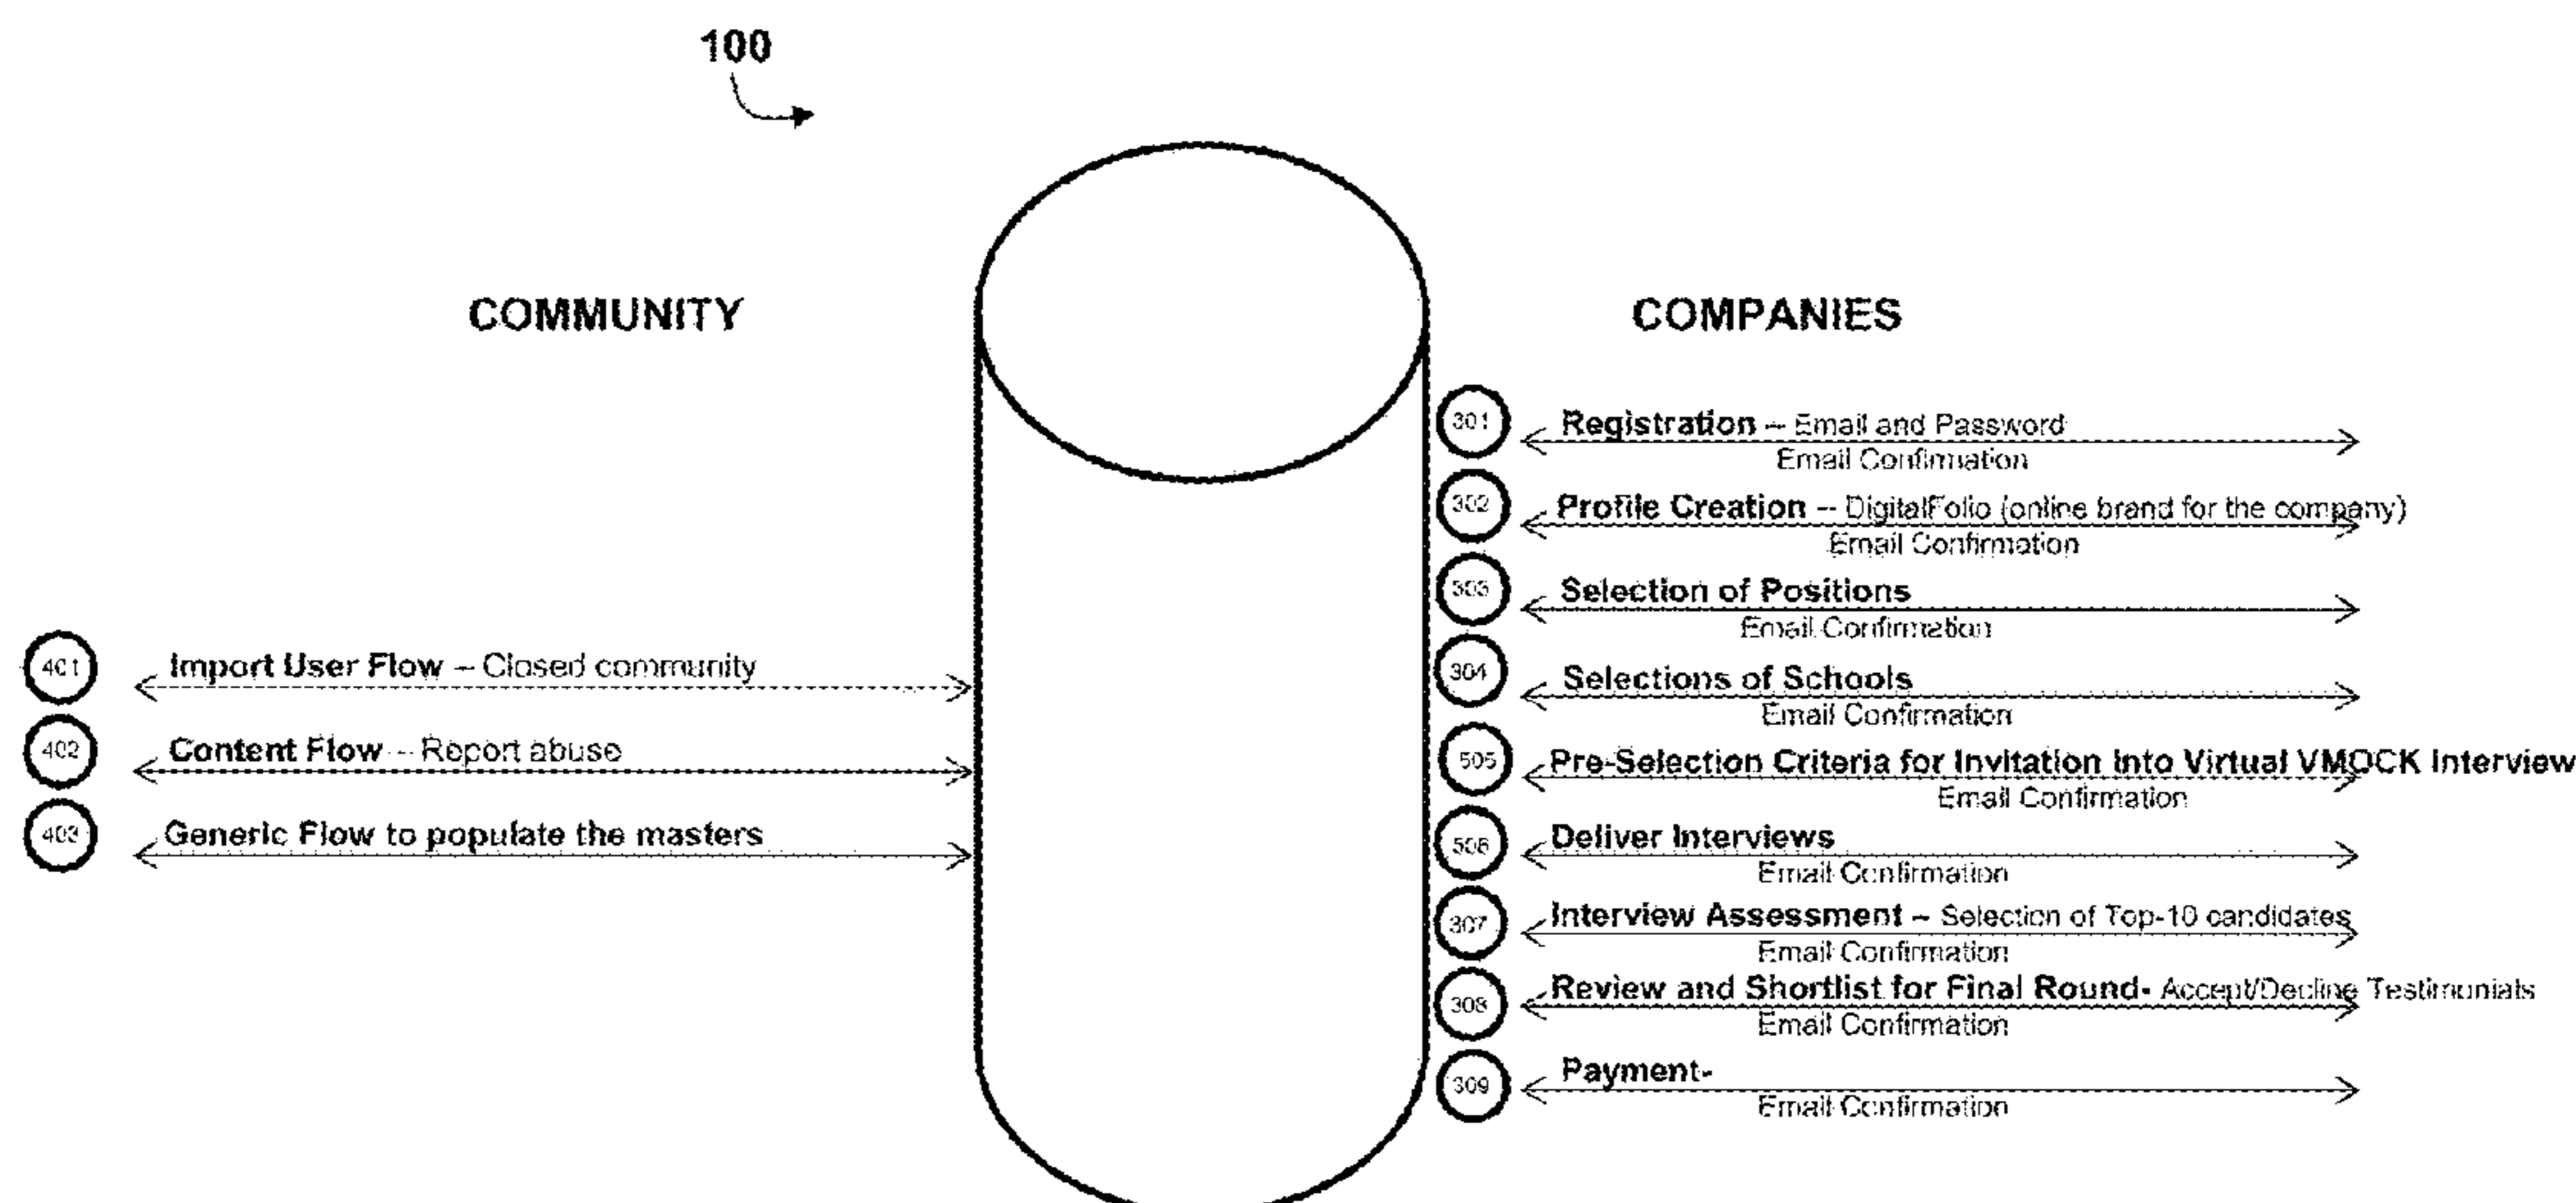 100
COMMUNITY
COMPANIES
301
Registration – Email and Password
Email Confirmation
302
Profile Creation – DigitalFolio (online brand for the company)
Email Confirmation
303
Selection of Positions
Email Confirmation
401
Import User Flow – Closed community
304
Selections of Schools
Email Confirmation
402
Content Flow – Report abuse
505
Pre-Selection Criteria for Invitation into Virtual VMOCK Interview
Email Confirmation
403
Generic Flow to populate the masters
506
Deliver Interviews
Email Confirmation
307
Interview Assessment – Selection of Top-10 candidates
Email Confirmation
308
Review and Shortlist for Final Round- Accept/Decline Testimonials
Email Confirmation
309
Payment-
Email Confirmation